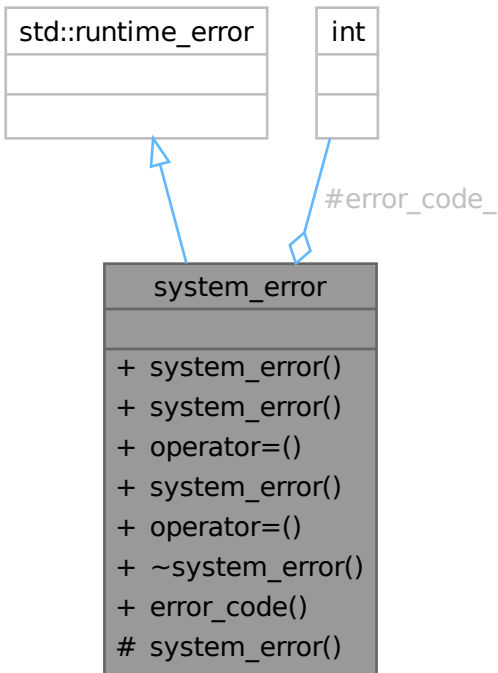 std::runtime_error
int
#error_code_
system_error
+ system_error()
+ system_error()
+ operator=()
+ system_error()
+ operator=()
+ ~system_error()
+ error_code()
# system_error()